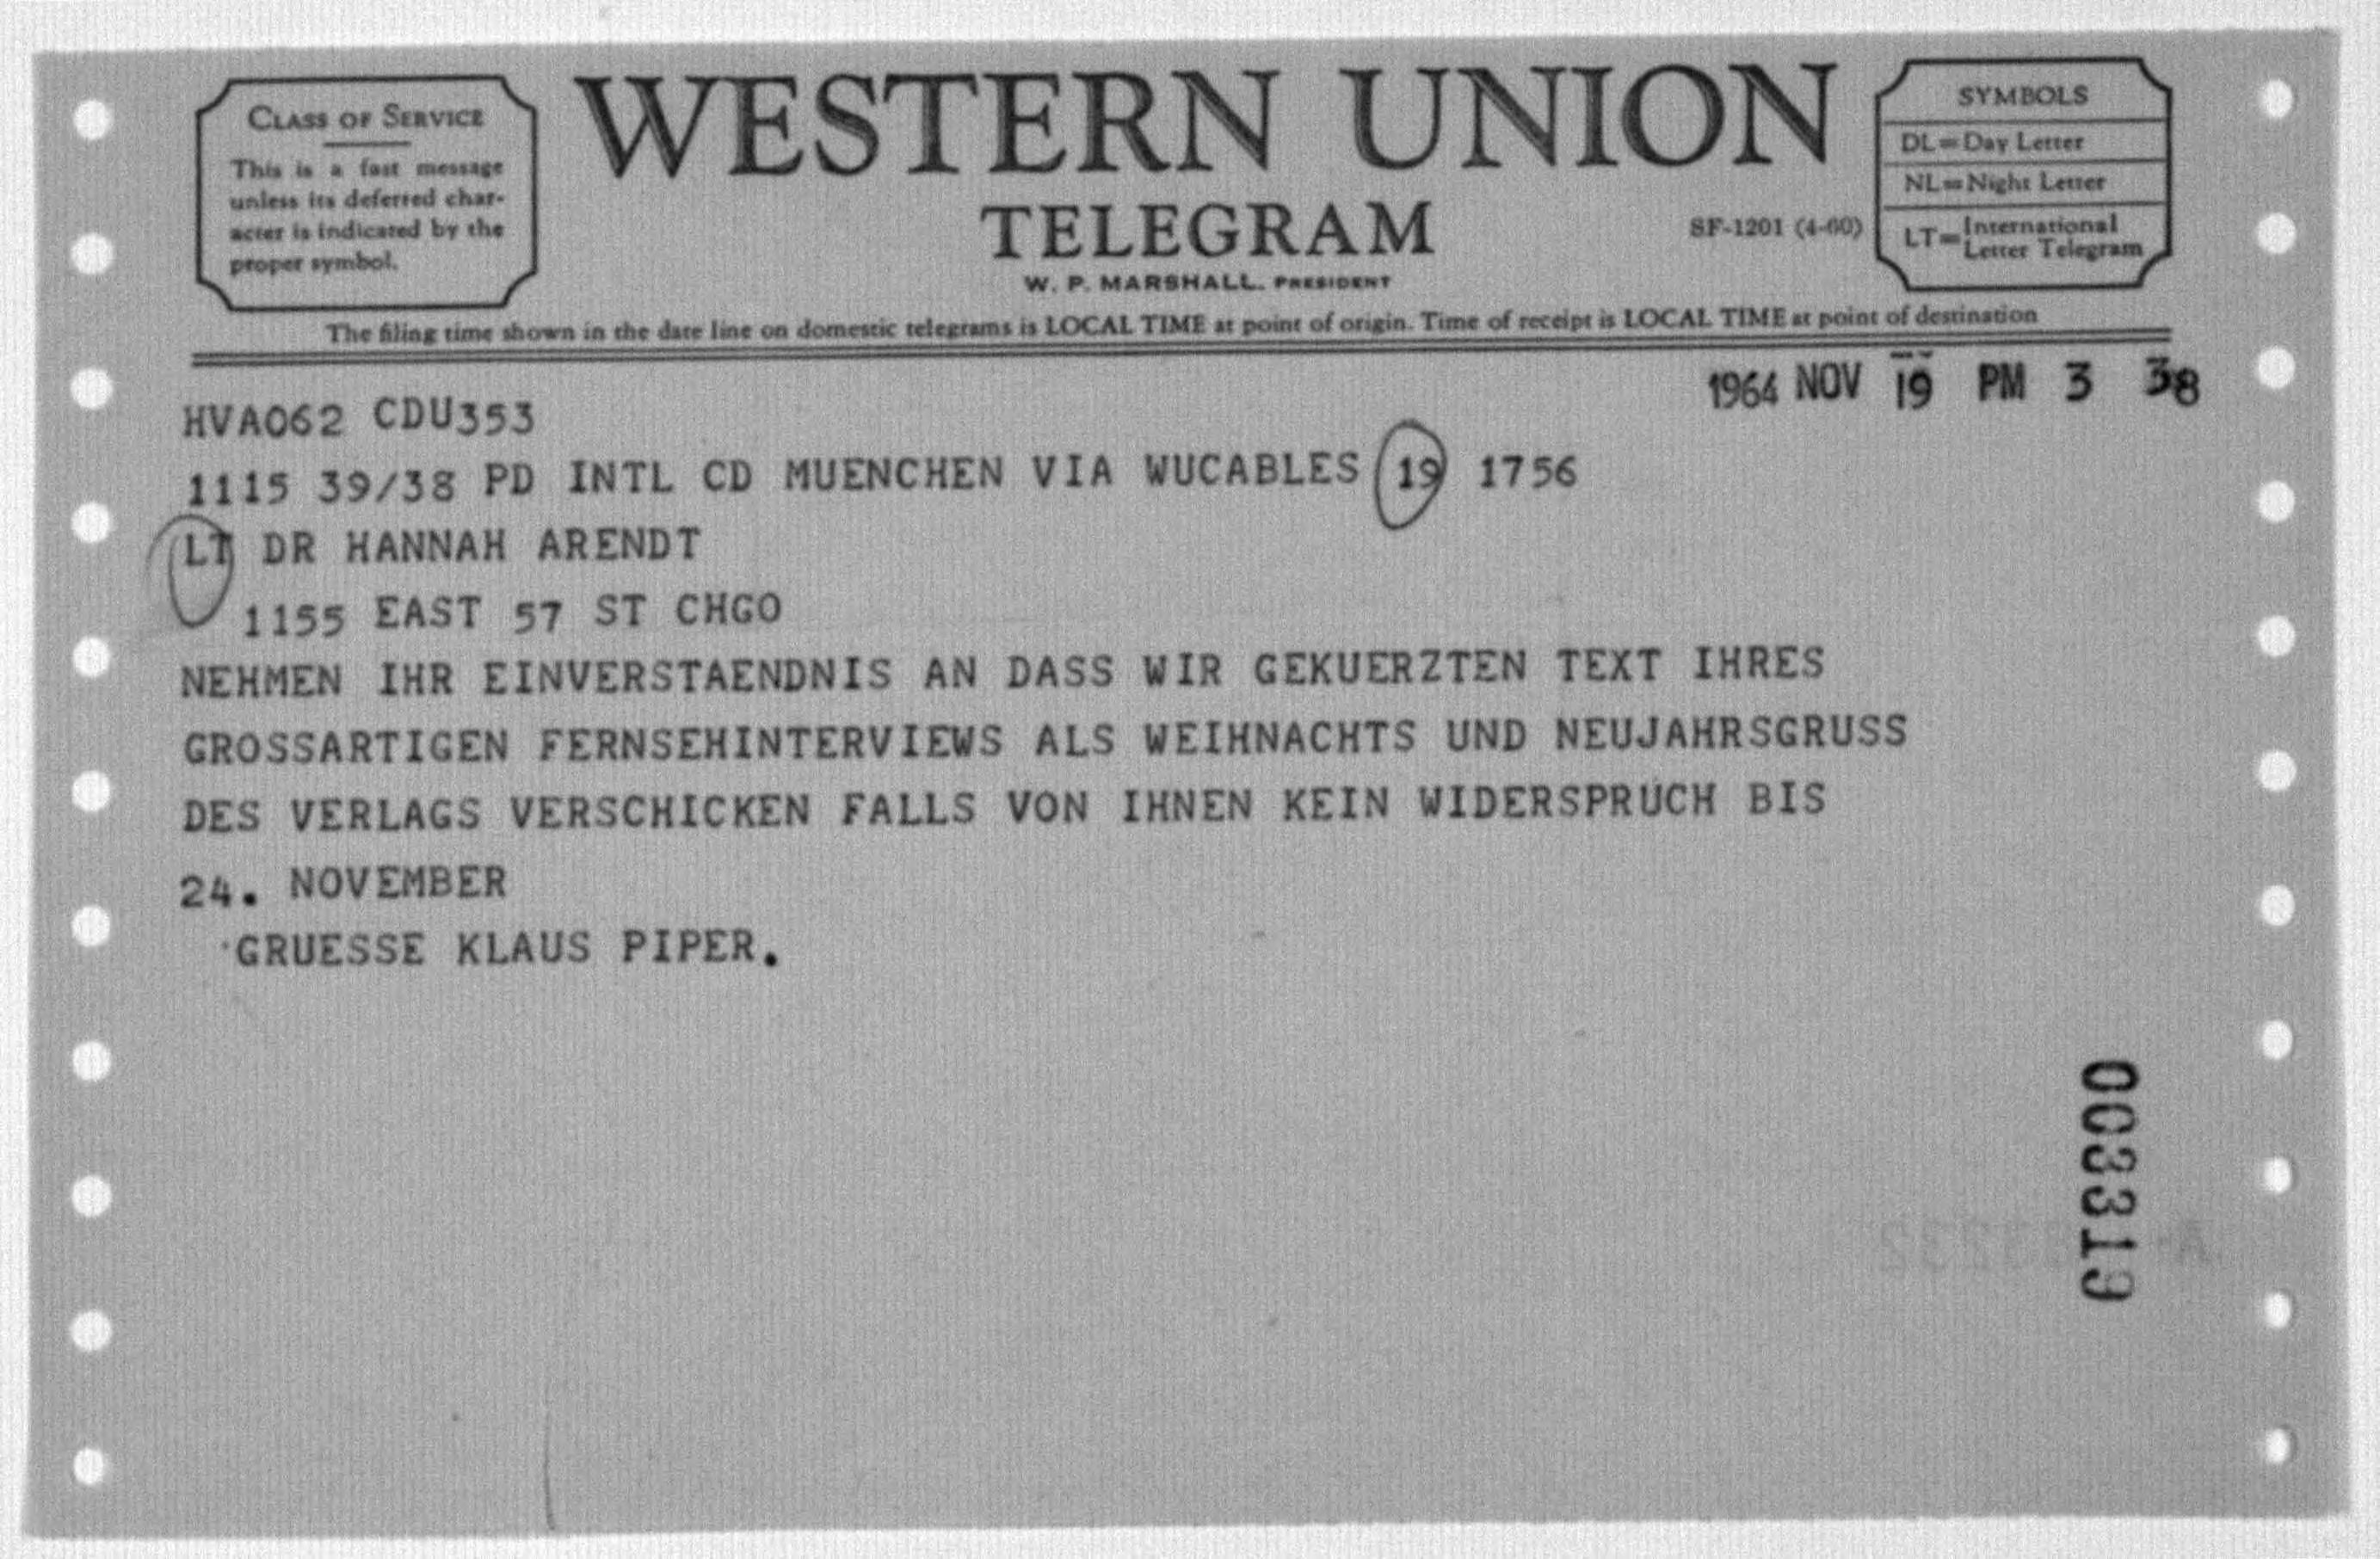 CLASS OF SERVICE
This is a fast message
unless its deferred char-
acter is indicated by the
proper symbol.
WESTERN UNION
TELEGRAM
W. P. MARSHALL, PRESIDENT
SF-1201 (4-60)
SYMBOLS
DL=Day Letter
NL=Night Letter
LT=International Letter Telegram
The filing time shown in the date line on domestic telegrams is LOCAL TIME at point of origin. Time of receipt is LOCAL TIME at point of destination
1964 NOV 19 PM 3 38
HVA062 CDU353
1115 39/38 PD INTL CD MUENCHEN VIA WUCABLES 19 1756
LT DR HANNAH ARENDT
1155 EAST 57 ST CHGO
NEHMEN IHR EINVERSTAENDNIS AN DASS WIR GEKUERZTEN TEXT IHRES
GROSSARTIGEN FERNSEHINTERVIEWS ALS WEIHNACHTS UND NEUJAHRSGRUSS
DES VERLAGS VERSCHICKEN FALLS VON IHNEN KEIN WIDERSPRUCH BIS
24. NOVEMBER
GRUESSE KLAUS PIPER.
003319